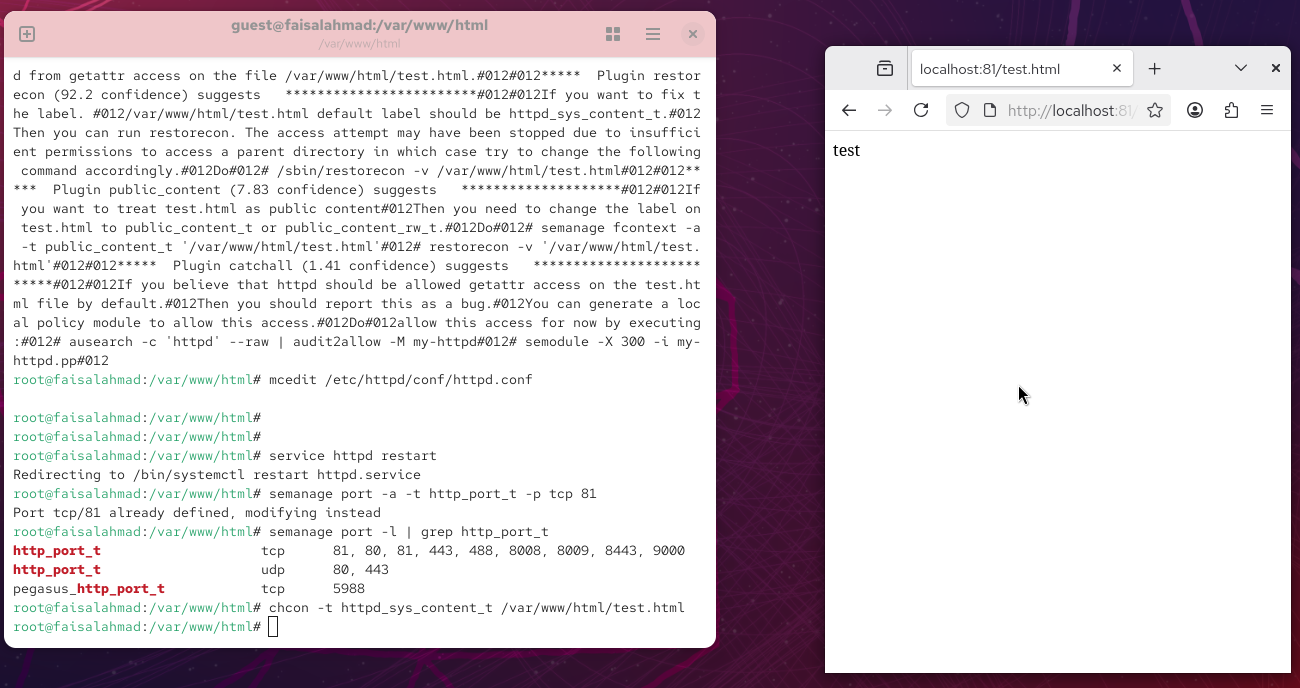 guest@faisalahmad:/var/www/html
/var/www/html
d from getattr access on the file /var/www/html/test.html.#012#012*****  Plugin restor
econ (92.2 confidence) suggests   ************************#012#012If you want to fix t
he label. #012/var/www/html/test.html default label should be httpd_sys_content_t.#012
Then you can run restorecon. The access attempt may have been stopped due to insuffici
ent permissions to access a parent directory in which case try to change the following
 command accordingly.#012Do#012# /sbin/restorecon -v /var/www/html/test.html#012#012**
***  Plugin public_content (7.83 confidence) suggests   ********************#012#012If
 you want to treat test.html as public content#012Then you need to change the label on
 test.html to public_content_t or public_content_rw_t.#012Do#012# semanage fcontext -a
 -t public_content_t '/var/www/html/test.html'#012# restorecon -v '/var/www/html/test.
html'#012#012*****  Plugin catchall (1.41 confidence) suggests   *********************
*****#012#012If you believe that httpd should be allowed getattr access on the test.ht
ml file by default.#012Then you should report this as a bug.#012You can generate a loc
al policy module to allow this access.#012Do#012allow this access for now by executing
:#012# ausearch -c 'httpd' --raw | audit2allow -M my-httpd#012# semodule -X 300 -i my-
httpd.pp#012
root@faisalahmad:/var/www/html# mcedit /etc/httpd/conf/httpd.conf
root@faisalahmad:/var/www/html#
root@faisalahmad:/var/www/html#
root@faisalahmad:/var/www/html# service httpd restart
Redirecting to /bin/systemctl restart httpd.service
root@faisalahmad:/var/www/html# semanage port -a -t http_port_t -p tcp 81
Port tcp/81 already defined, modifying instead
root@faisalahmad:/var/www/html# semanage port -l | grep http_port_t
http_port_t                    tcp      81, 80, 81, 443, 488, 8008, 8009, 8443, 9000
http_port_t                    udp      80, 443
pegasus_http_port_t            tcp      5988
root@faisalahmad:/var/www/html# chcon -t httpd_sys_content_t /var/www/html/test.html
root@faisalahmad:/var/www/html#
localhost:81/test.html
http://localhost:81/
test